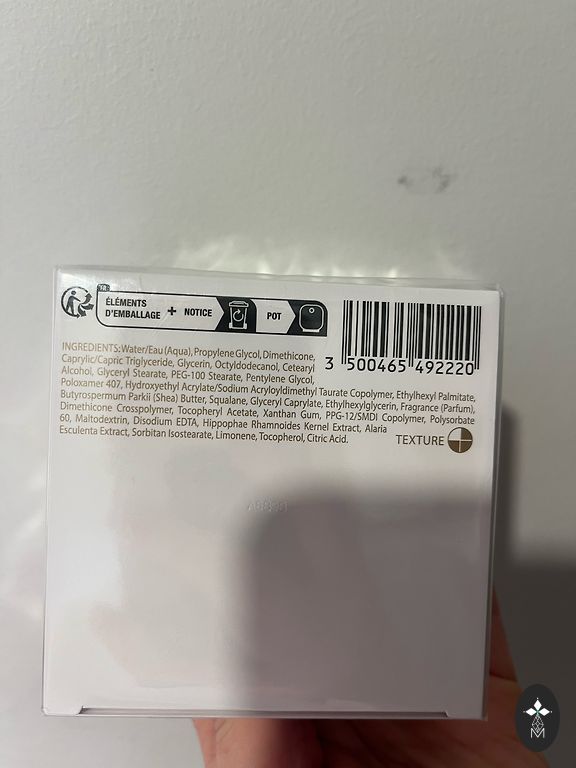 FR
ÉLÉMENTS
D'EMBALLAGE + NOTICE POT
3 500465 492220
INGREDIENTS: Water/Eau (Aqua), Propylene Glycol, Dimethicone,
Caprylic/Capric Triglyceride, Glycerin, Octyldodecanol, Cetearyl
Alcohol, Glyceryl Stearate, PEG-100 Stearate, Pentylene Glycol,
Poloxamer 407, Hydroxyethyl Acrylate/Sodium Acryloyldimethyl Taurate Copolymer, Ethylhexyl Palmitate,
Butyrospermum Parkii (Shea) Butter, Squalane, Glyceryl Caprylate, Ethylhexylglycerin, Fragrance (Parfum),
Dimethicone Crosspolymer, Tocopheryl Acetate, Xanthan Gum, PPG-12/SMDI Copolymer, Polysorbate
60, Maltodextrin, Disodium EDTA, Hippophae Rhamnoides Kernel Extract, Alaria
Esculenta Extract, Sorbitan Isostearate, Limonene, Tocopherol, Citric Acid.
TEXTURE
M